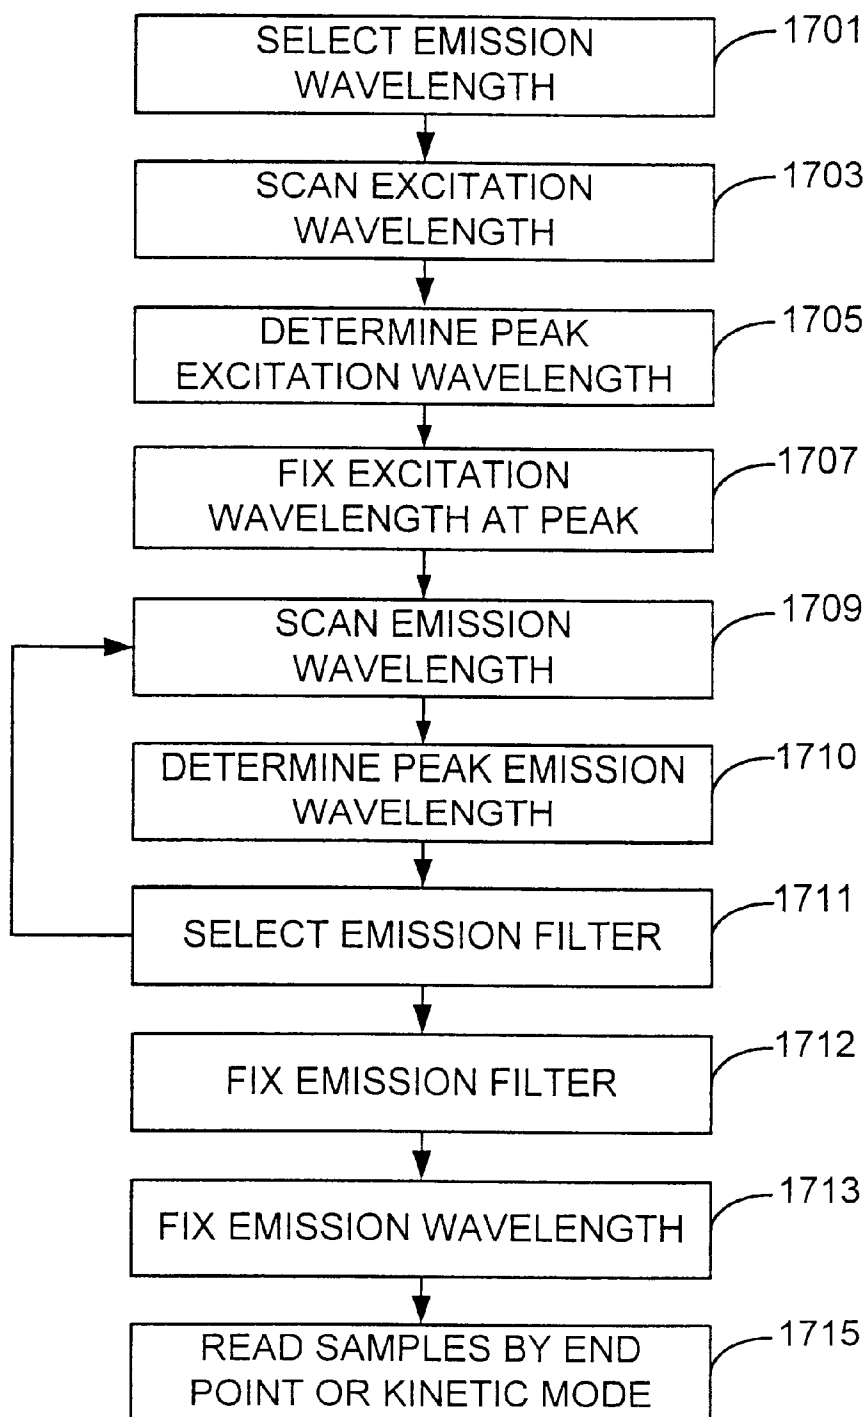 SELECT EMISSION
WAVELENGTH
1701
SCAN EXCITATION
WAVELENGTH
1703
DETERMINE PEAK
EXCITATION WAVELENGTH
1705
FIX EXCITATION
WAVELENGTH AT PEAK
1707
SCAN EMISSION
WAVELENGTH
1709
DETERMINE PEAK EMISSION
WAVELENGTH
1710
SELECT EMISSION FILTER
1711
FIX EMISSION FILTER
1712
FIX EMISSION WAVELENGTH
1713
READ SAMPLES BY END
POINT OR KINETIC MODE
1715